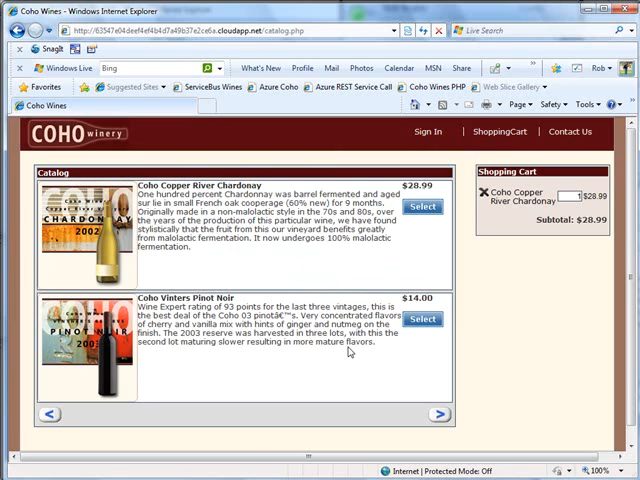 Coho Wines - Windows Internet Explorer
http://63547e04deef4ef4b4d7a49b37e2ce6a.cloudapp.net/catalog.php
Live Search
SnagIt
Windows Live
Bing
What's New Profile Mail Photos Calendar MSN Share
Rob
Favorites
Suggested Sites
ServiceBus Wines
Azure Coho
Azure REST Service Call
Coho Wines PHP
Web Slice Gallery
Coho Wines
Page Safety Tools
COHO winery
Sign In | ShoppingCart | Contact Us
Catalog
Coho Copper River Chardonay $28.99
One hundred percent Chardonnay was barrel fermented and aged
sur lie in small French oak cooperage (60% new) for 9 months.
Originally made in a non-malolactic style in the 70s and 80s, over
the years of the production of this particular wine, we have found
stylistically that the fruit from this our vineyard benefits greatly
from malolactic fermentation. It now undergoes 100% malolactic
fermentation.
Select
CHARDONAY
2002
Coho Vinters Pinot Noir $14.00
Wine Expert rating of 93 points for the last three vintages, this is
the best deal of the Coho 03 pinotâ€™s. Very concentrated flavors
of cherry and vanilla mix with hints of ginger and nutmeg on the
finish. The 2003 reserve was harvested in three lots, with this the
second lot maturing slower resulting in more mature flavors.
Select
PINOT NOIR
2003
< >
Shopping Cart
Coho Copper
River Chardonay
1
$28.99
Subtotal: $28.99
Internet | Protected Mode: Off
100%